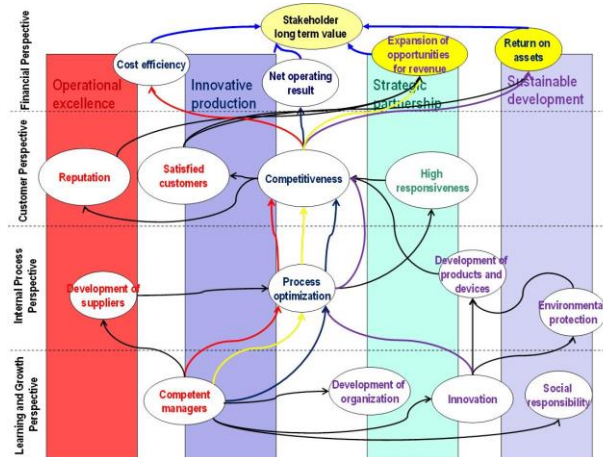 Financial Perspective
Stakeholder
long term value
Cost efficiency
Net operating
result
Expansion of
opportunities
for revenue
Return on
assets
Operational
excellence
Innovative
production
Strategic
partnership
Sustainable
development
Customer Perspective
Reputation
Satisfied
customers
Competitiveness
High
responsiveness
Internal Process
Perspective
Development of
suppliers
Process
optimization
Development of
products and
devices
Environmental
protection
Learning and Growth
Perspective
Competent
managers
Development of
organization
Innovation
Social
responsibility